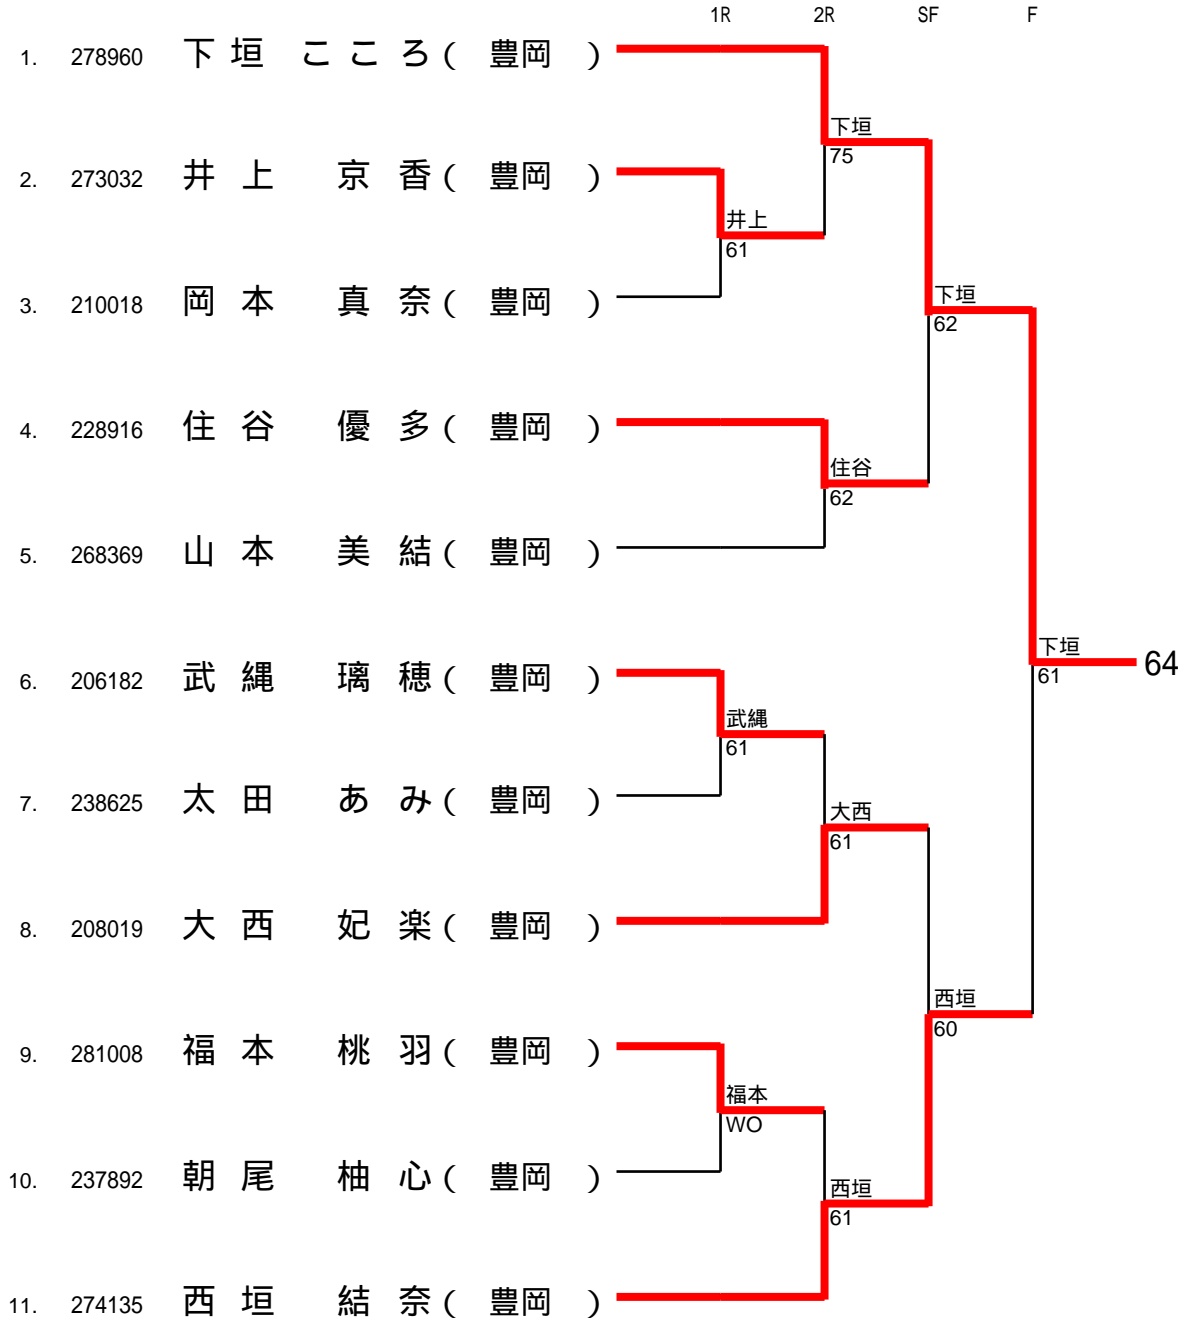 1R 2R SF F
1. 278960 下垣 こころ( 豊岡 )
下垣
75
2. 273032 井上 京香( 豊岡 )
井上
61
3. 210018 岡本 真奈( 豊岡 )
下垣
62
4. 228916 住谷 優多( 豊岡 )
住谷
62
5. 268369 山本 美結( 豊岡 )
下垣
61
64
6. 206182 武縄 璃穂( 豊岡 )
武縄
61
7. 238625 太田 あみ( 豊岡 )
大西
61
8. 208019 大西 妃楽( 豊岡 )
西垣
60
9. 281008 福本 桃羽( 豊岡 )
福本
WO
10. 237892 朝尾 柚心( 豊岡 )
西垣
61
11. 274135 西垣 結奈( 豊岡 )